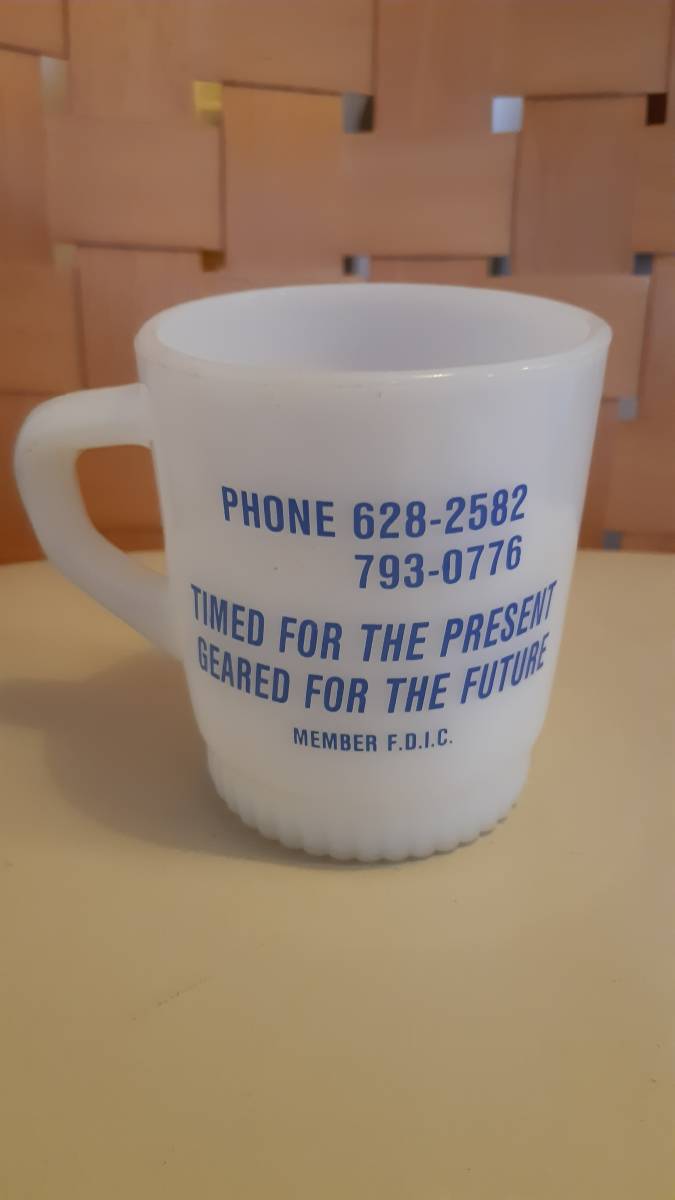 PHONE 628-2582
793-0776
TIMED FOR THE PRESENT
GEARED FOR THE FUTURE
MEMBER F.D.I.C.